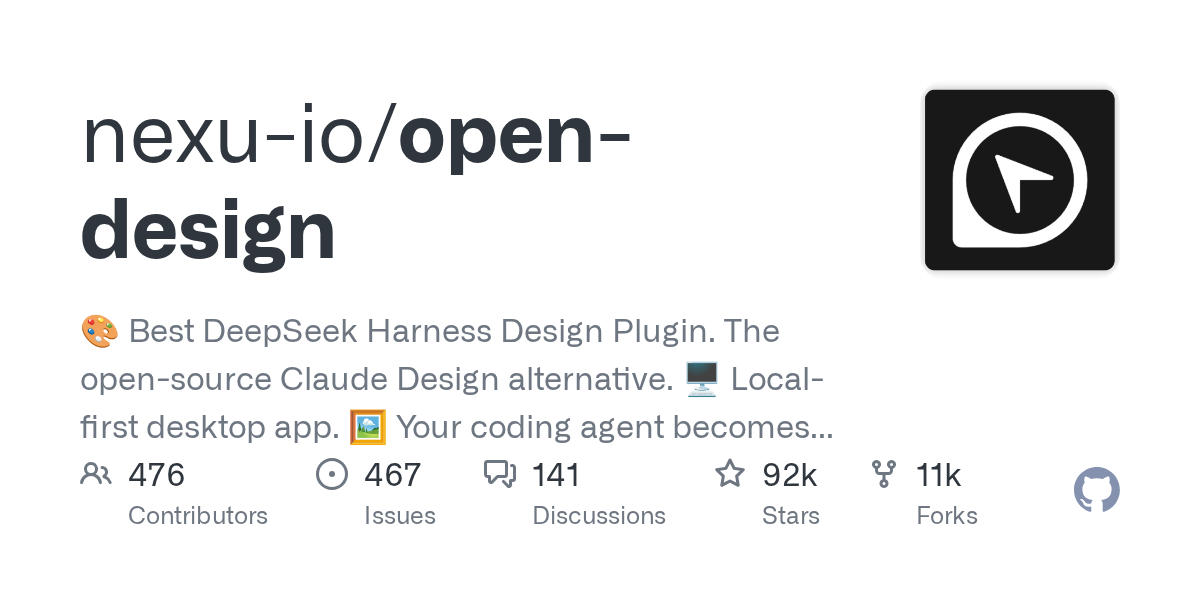 nexu-io/open-
design
🎨 Best DeepSeek Harness Design Plugin. The
open-source Claude Design alternative. 🖥️ Local-
first desktop app. 🖼️ Your coding agent becomes...
476 467 141 92k 11k
Contributors Issues Discussions Stars Forks